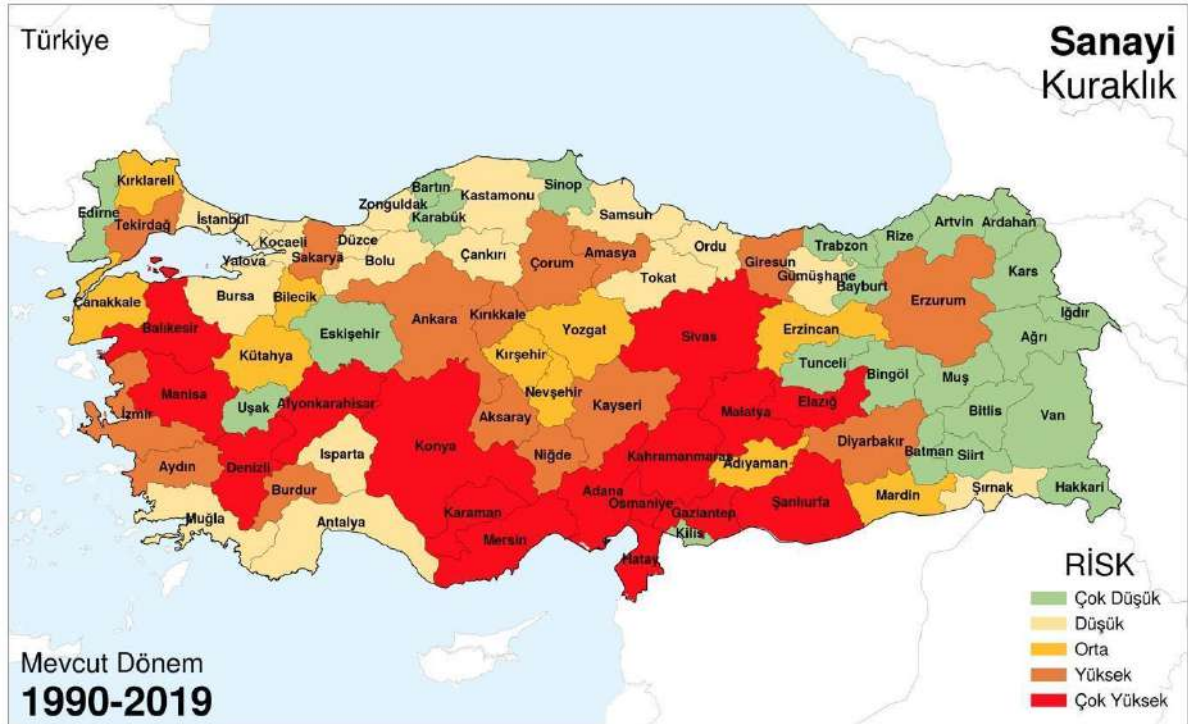 Türkiye
Sanayi
Kuraklık
Kırklareli
Edirne
Tekirdağ
İstanbul
Kocaeli
Yalova
Sakarya
Düzce
Zonguldak
Bartın
Karabük
Kastamonu
Sinop
Samsun
Ordu
Giresun
Trabzon
Rize
Artvin
Ardahan
Kars
Gümüşhane
Bayburt
Erzurum
Iğdır
Ağrı
Çanakkale
Balıkesir
Bursa
Bilecik
Bolu
Çankırı
Çorum
Amasya
Tokat
Eskişehir
Ankara
Kırıkkale
Yozgat
Sivas
Erzincan
Tunceli
Bingöl
Muş
Kütahya
Kırşehir
Nevşehir
Manisa
Uşak
Afyonkarahisar
İzmir
Aksaray
Kayseri
Malatya
Elazığ
Bitlis
Van
Diyarbakır
Batman
Siirt
Konya
Isparta
Niğde
Kahramanmaraş
Adıyaman
Aydın
Denizli
Burdur
Mardin
Şırnak
Hakkari
Muğla
Antalya
Karaman
Mersin
Adana
Osmaniye
Gaziantep
Şanlıurfa
Kilis
Hatay
RİSK
Çok Düşük
Düşük
Orta
Yüksek
Çok Yüksek
Mevcut Dönem
1990-2019